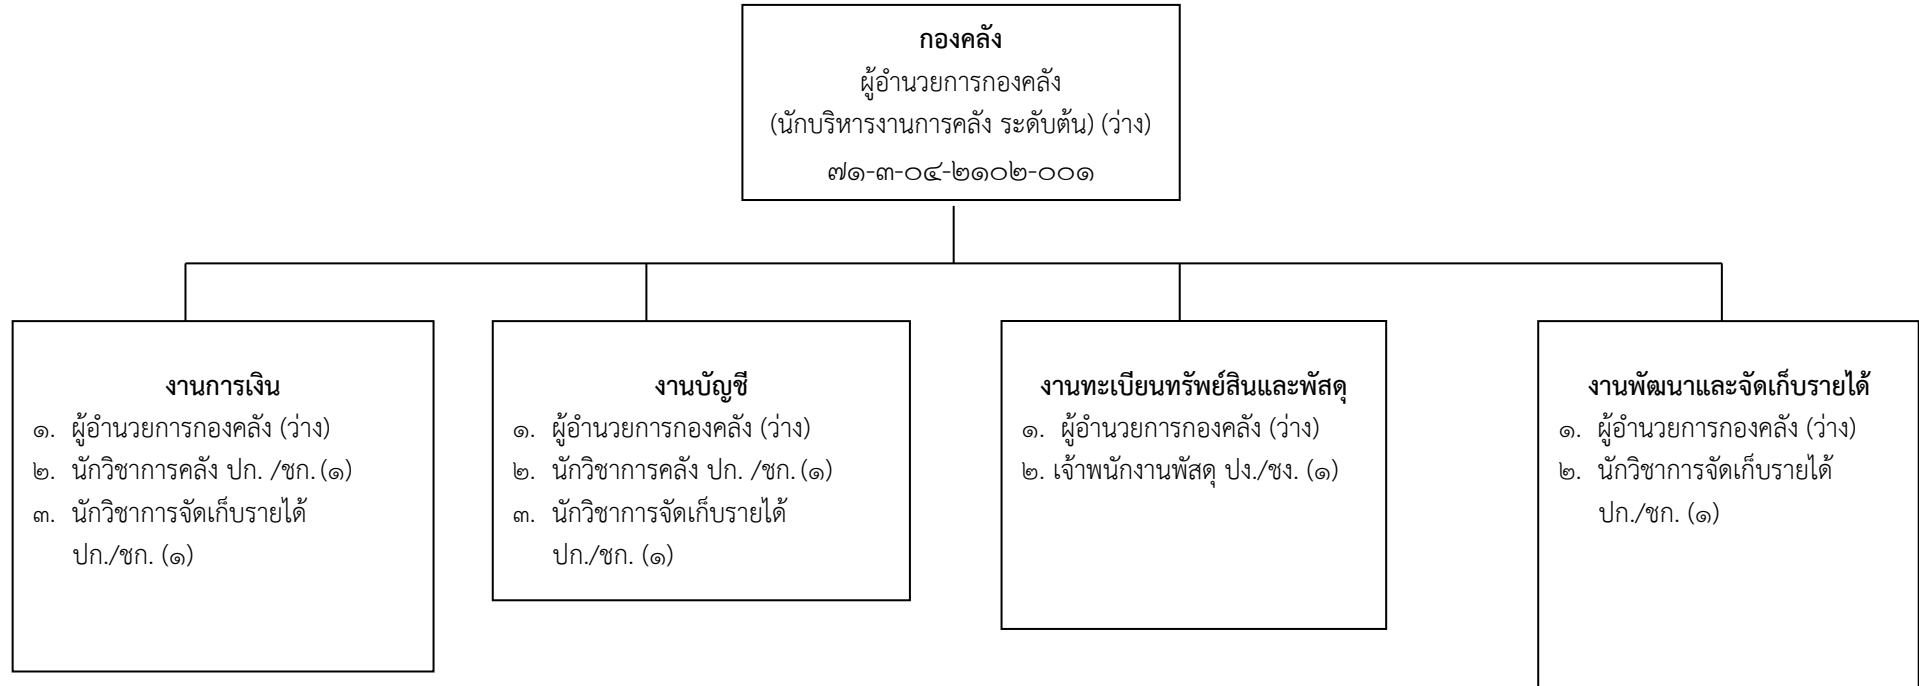 กองคลัง
ผู้อำนวยการกองคลัง
(นักบริหารงานการคลัง ระดับต้น) (ว่าง)
๗๑-๓-๐๔-๒๑๐๒-๐๐๑
งานการเงิน
๑. ผู้อำนวยการกองคลัง (ว่าง)
๒. นักวิชาการคลัง ปก. /ชก. (๑)
๓. นักวิชาการจัดเก็บรายได้
ปก./ชก. (๑)
งานบัญชี
๑. ผู้อำนวยการกองคลัง (ว่าง)
๒. นักวิชาการคลัง ปก. /ชก. (๑)
๓. นักวิชาการจัดเก็บรายได้
ปก./ชก. (๑)
งานทะเบียนทรัพย์สินและพัสดุ
๑. ผู้อำนวยการกองคลัง (ว่าง)
๒. เจ้าพนักงานพัสดุ ปง./ชง. (๑)
งานพัฒนาและจัดเก็บรายได้
๑. ผู้อำนวยการกองคลัง (ว่าง)
๒. นักวิชาการจัดเก็บรายได้
ปก./ชก. (๑)